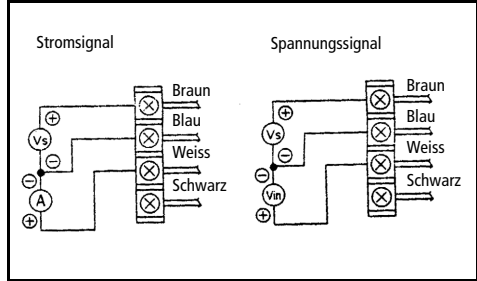 Stromsignal
Braun
Blau
Weiss
Schwarz
⊕
Vs
⊖
⊖
A
⊕
Spannungssignal
Braun
Blau
Weiss
Schwarz
⊕
Vs
⊖
⊖
Vin
⊕